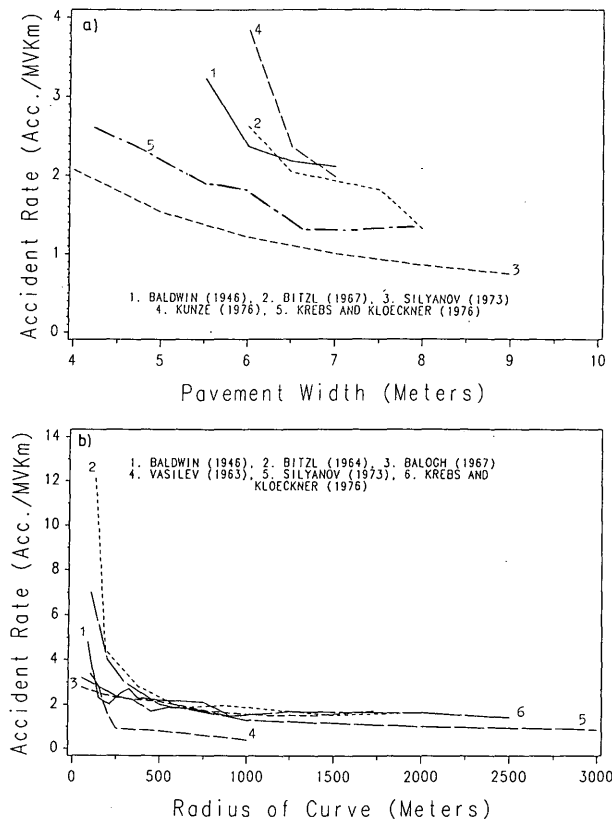 a)
Accident Rate (Acc./MVKm)
4
3
2
1
0
1
2
3
4
5
1. BALDWIN (1946), 2. BITZL (1967), 3. SILYANOV (1973)
4. KUNZE (1976), 5. KREBS AND KLOECKNER (1976)
4 5 6 7 8 9 10
Pavement Width (Meters)
b)
Accident Rate (Acc./MVKm)
14
12
10
8
6
4
2
0
1. BALDWIN (1946), 2. BITZL (1964), 3. BALOGH (1967)
4. VASILEV (1963), 5. SILYANOV (1973), 6. KREBS AND
KLOECKNER (1976)
2
1
3
4
6
5
0 500 1000 1500 2000 2500 3000
Radius of Curve (Meters)